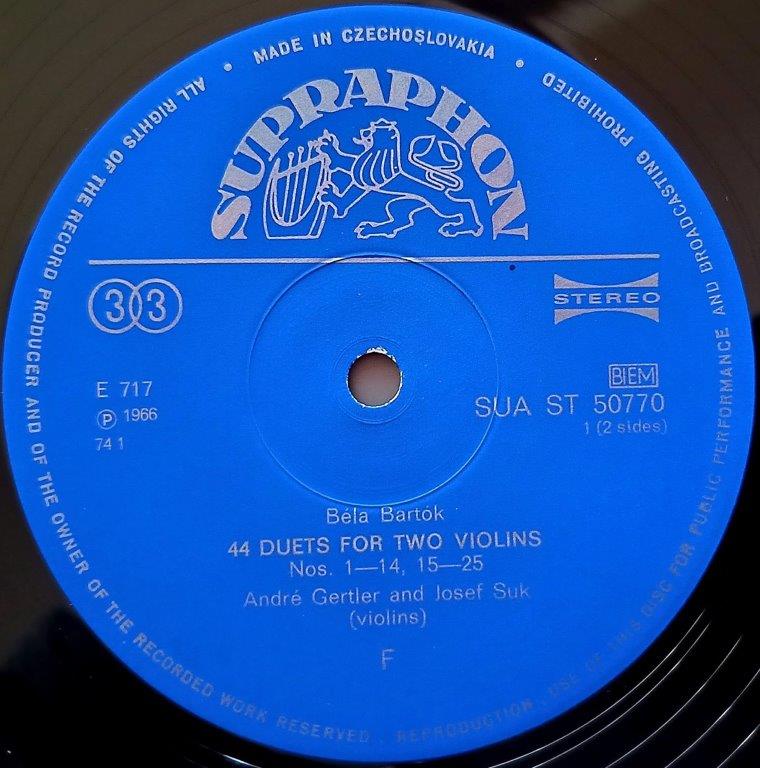 MADE IN CZECHOSLOVAKIA
ALL RIGHTS OF THE RECORD PRODUCER AND OF THE OWNER OF THE RECORDED WORK RESERVED . REPRODUCTION . USE OF THIS DISC FOR PUBLIC PERFORMANCE AND BROADCASTING PROHIBITED
SUPRAPHON
33
STEREO
E 717
BIEM
SUA ST 50770
Ⓟ 1966
1 (2 sides)
74 1
Béla Bartók
44 DUETS FOR TWO VIOLINS
Nos. 1—14, 15—25
André Gertler and Josef Suk
(violins)
F